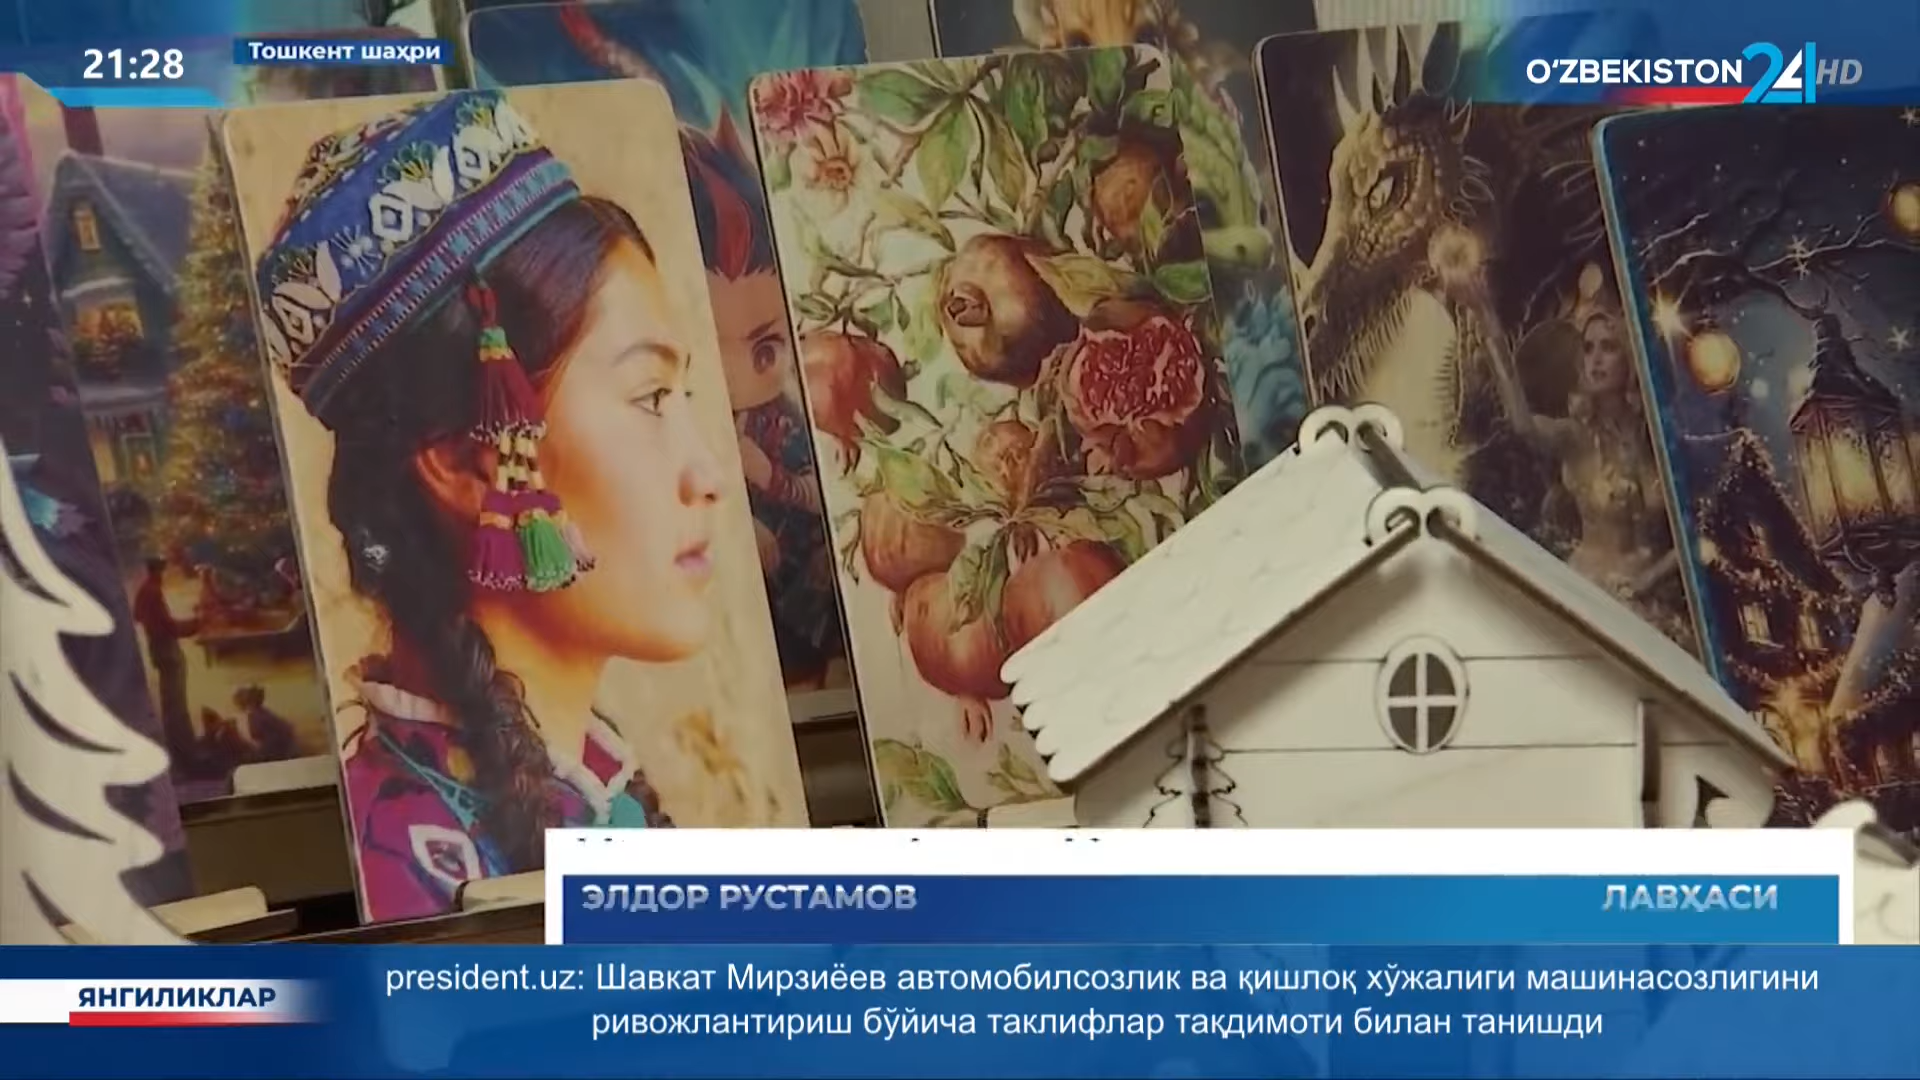 21:28
Тошкент шаҳри
O‘ZBEKISTON 24 HD
ЭЛДОР РУСТАМОВ
ЛАВҲАСИ
ЯНГИЛИКЛАР
president.uz: Шавкат Мирзиёев автомобилсозлик ва қишлоқ хўжалиги машинасозлигини
ривожлантириш бўйича таклифлар тақдимоти билан танишди